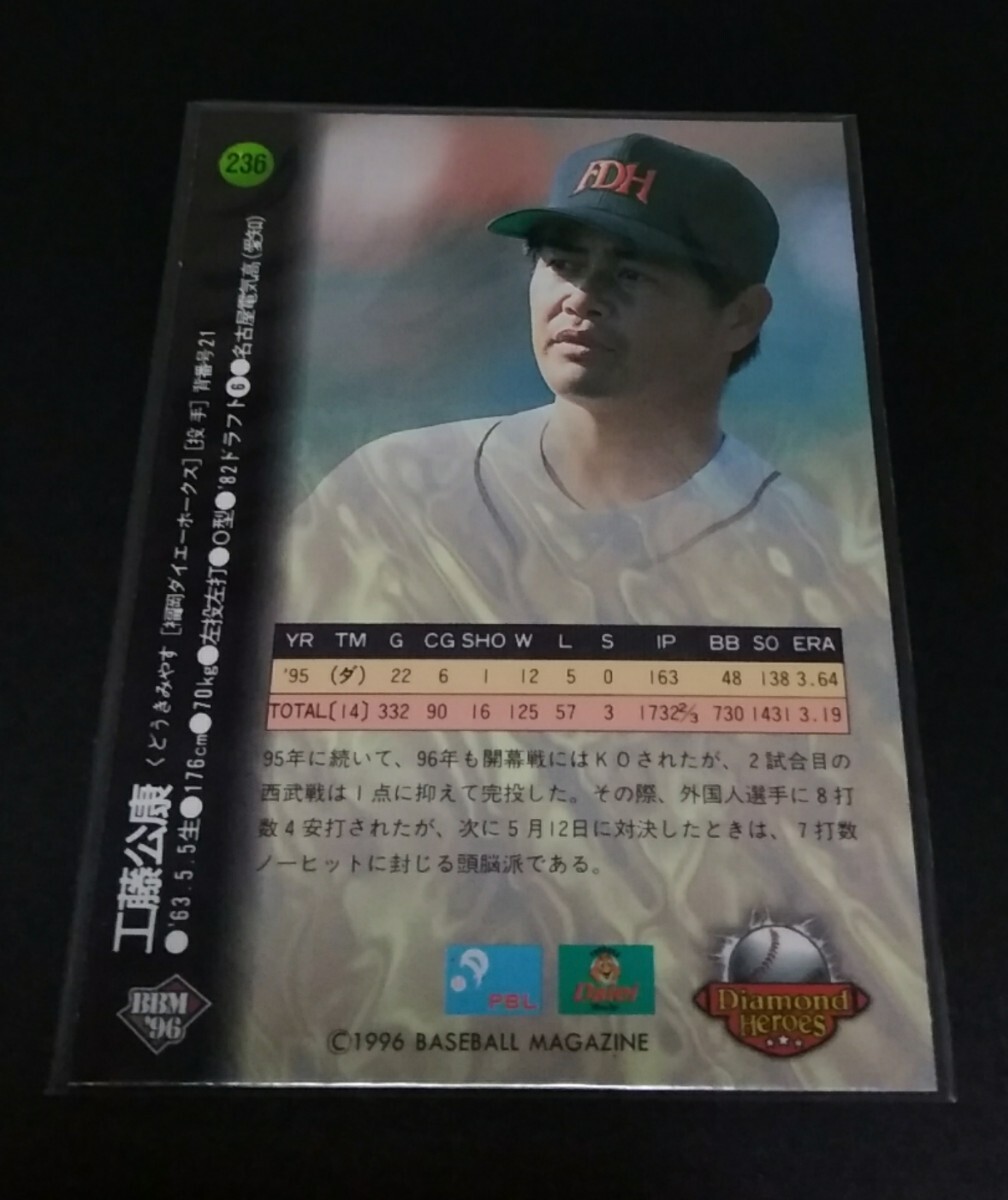 236
FDH
工藤公康 くどうきみやす [福岡ダイエーホークス] [投手] 背番号21
●'63.5.5生●176cm●70kg●左投左打●O型●'82ドラフト❻●名古屋電気高(愛知)
YR TM G CG SHO W L S IP BB SO ERA
'95 (ダ) 22 6 1 12 5 0 163 48 138 3.64
TOTAL[14] 332 90 16 125 57 3 1732⅔ 730 1431 3.19
95年に続いて、96年も開幕戦にはKOされたが、2試合目の
西武戦は1点に抑えて完投した。その際、外国人選手に8打
数4安打されたが、次に5月12日に対決したときは、7打数
ノーヒットに封じる頭脳派である。
BBM
'96
PBL
Daiei
Diamond
Heroes
©1996 BASEBALL MAGAZINE